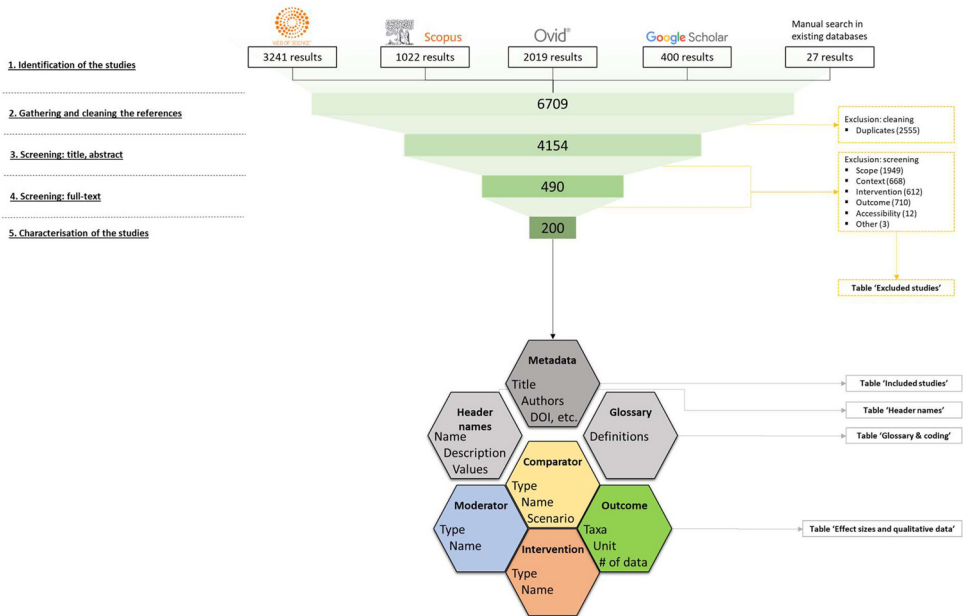 WEB OF SCIENCE
Scopus
Ovid®
Google Scholar
Manual search in
existing databases
3241 results
1022 results
2019 results
400 results
27 results
1. Identification of the studies
6709
2. Gathering and cleaning the references
Exclusion: cleaning
▪ Duplicates (2555)
3. Screening: title, abstract
4154
Exclusion: screening
▪ Scope (1949)
▪ Context (668)
▪ Intervention (612)
▪ Outcome (710)
▪ Accessibility (12)
▪ Other (3)
4. Screening: full-text
490
5. Characterisation of the studies
200
Table ‘Excluded studies’
Metadada
Title
Authors
DOI, etc.
Table ‘Included studies’
Header
names
Name
Description
Values
Table ‘Header names’
Glossary
Definitions
Table ‘Glossary & coding’
Comparator
Type
Name
Scenario
Moderator
Type
Name
Outcome
Taxa
Unit
# of data
Table ‘Effect sizes and qualitative data’
Intervention
Type
Name